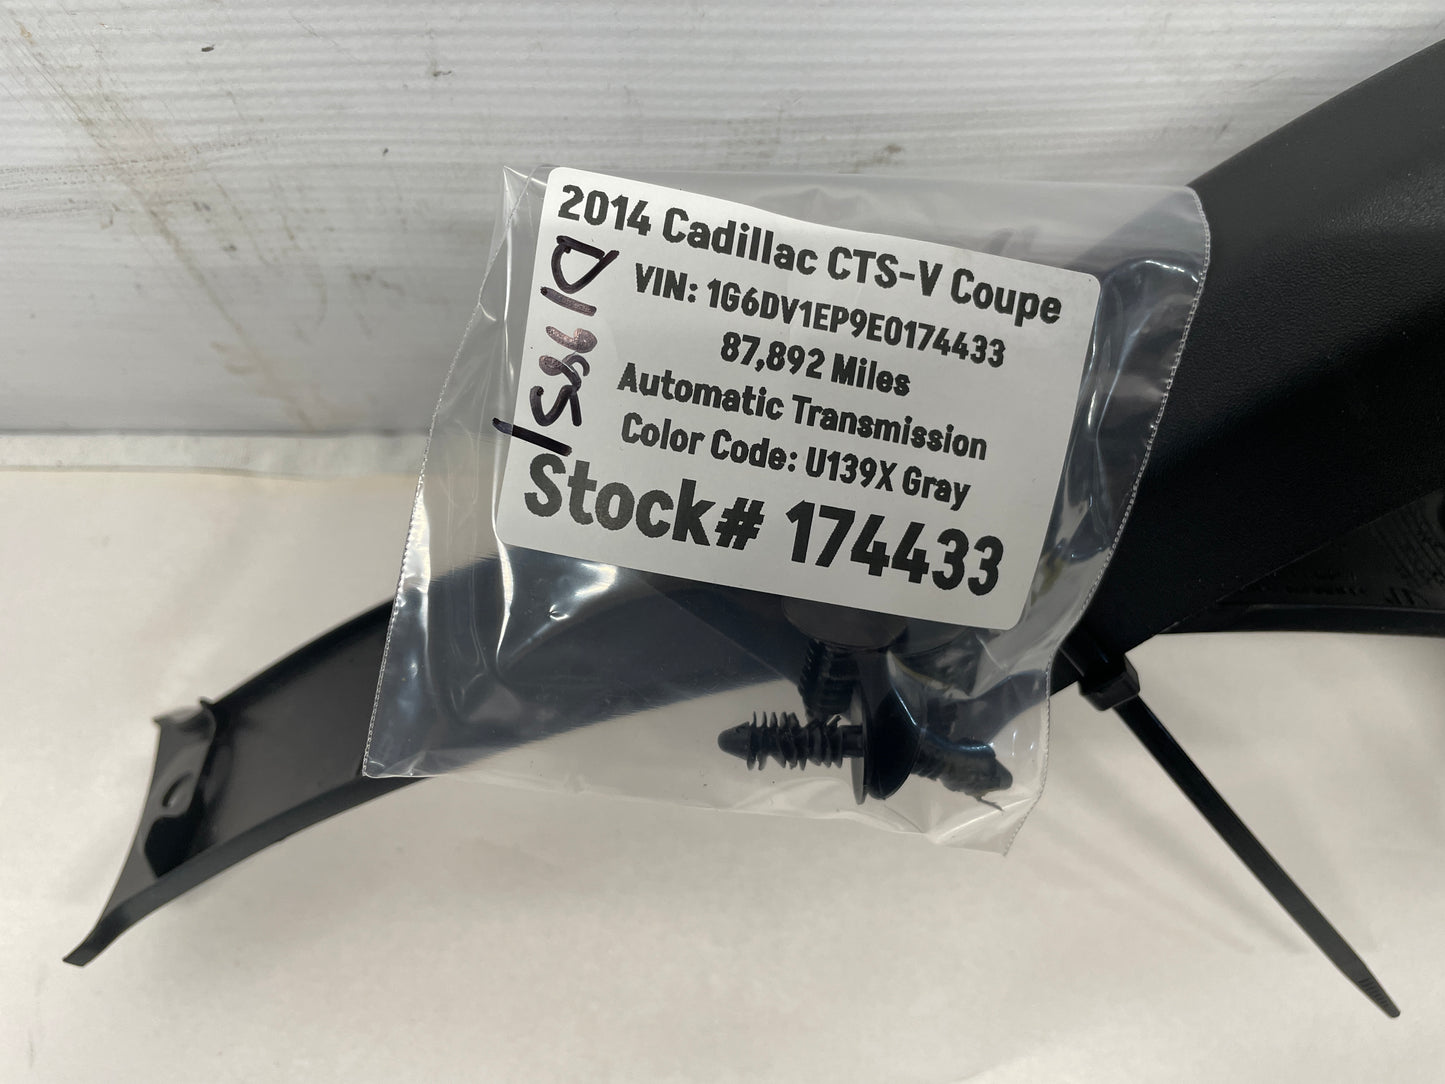 2014 Cadillac CTS-V Coupe
VIN: 1G6DV1EP9E0174433
87,892 Miles
Automatic Transmission
Color Code: U139X Gray
Stock# 174433